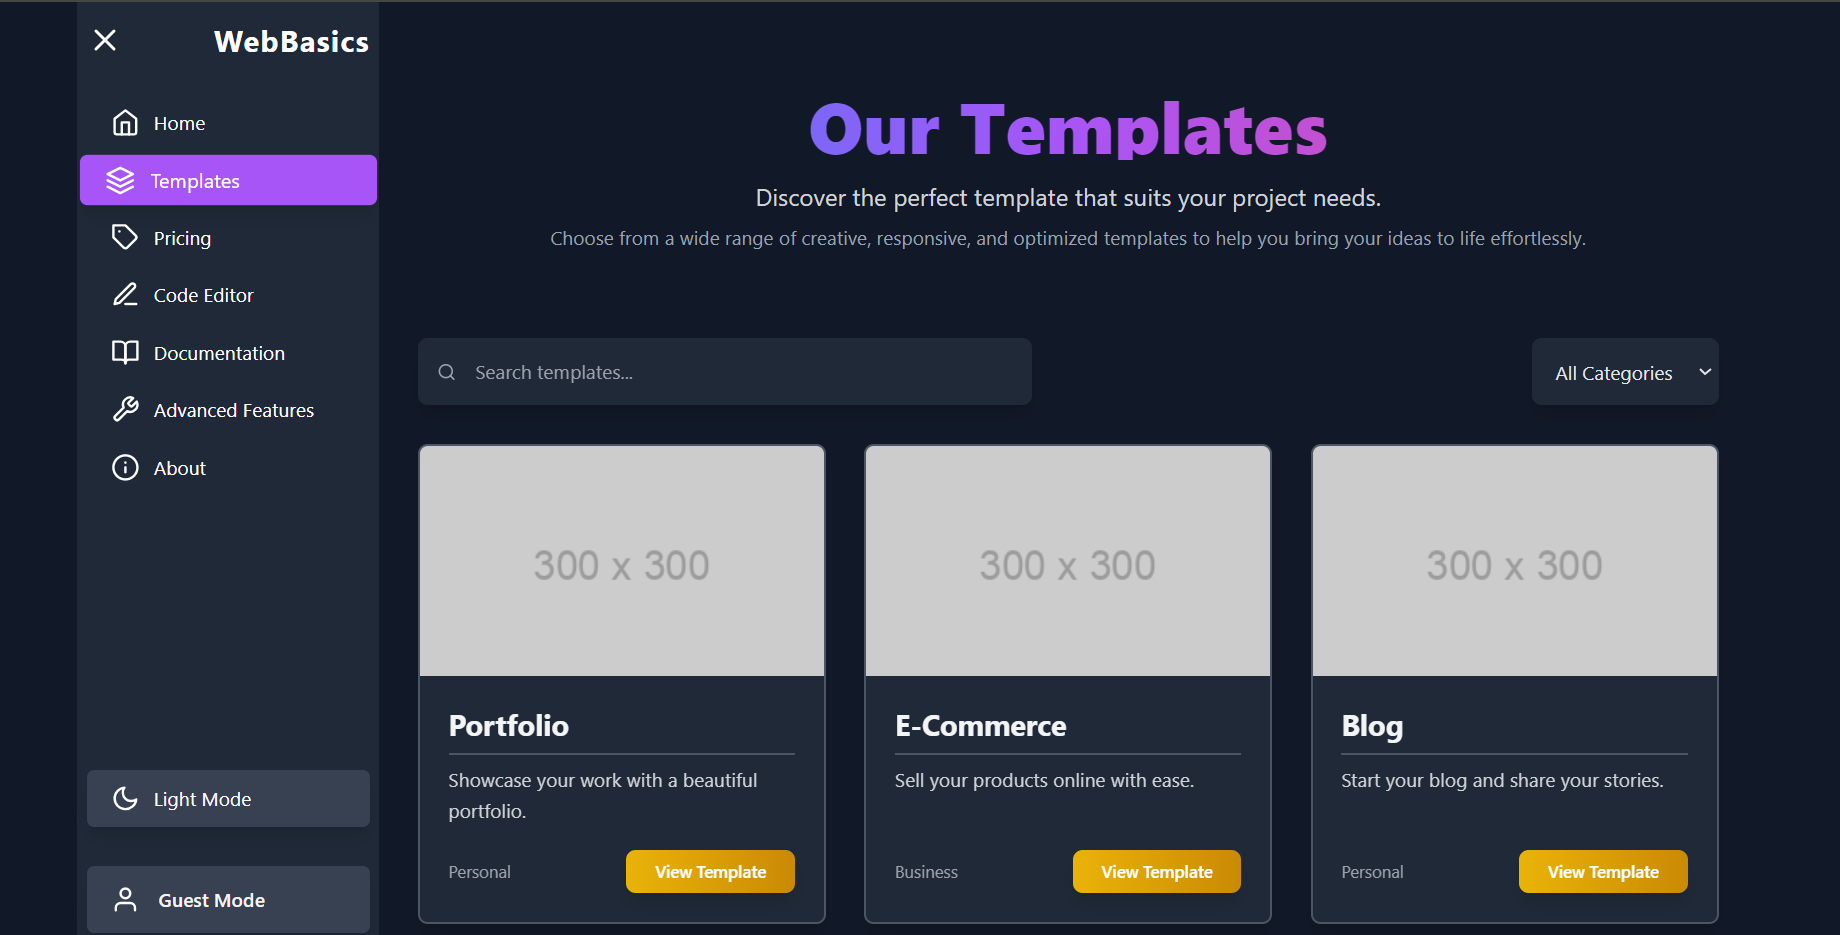 WebBasics
Home
Templates
Pricing
Code Editor
Documentation
Advanced Features
About
Light Mode
Guest Mode
Our Templates
Discover the perfect template that suits your project needs.
Choose from a wide range of creative, responsive, and optimized templates to help you bring your ideas to life effortlessly.
Search templates...
All Categories
300 x 300
Portfolio
Showcase your work with a beautiful
portfolio.
Personal
View Template
300 x 300
E-Commerce
Sell your products online with ease.
Business
View Template
300 x 300
Blog
Start your blog and share your stories.
Personal
View Template